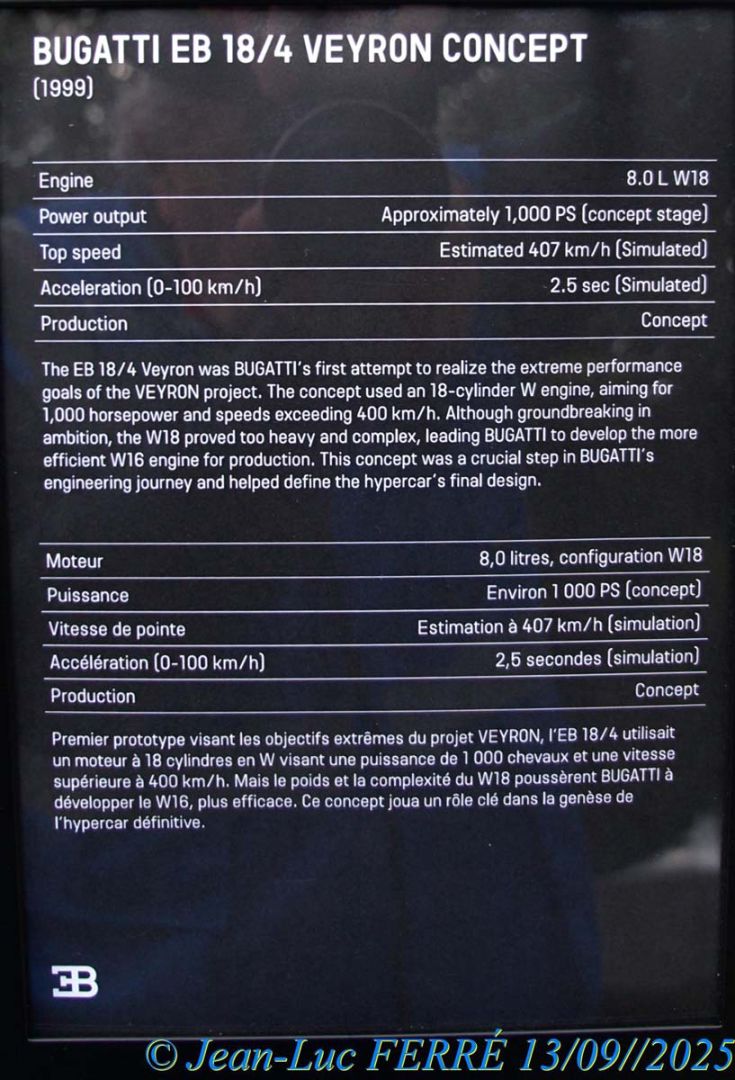 BUGATTI EB 18/4 VEYRON CONCEPT
(1999)
Engine 8.0 L W18
Power output Approximately 1,000 PS (concept stage)
Top speed Estimated 407 km/h (Simulated)
Acceleration (0-100 km/h) 2.5 sec (Simulated)
Production Concept
The EB 18/4 Veyron was BUGATTI's first attempt to realize the extreme performance
goals of the VEYRON project. The concept used an 18-cylinder W engine, aiming for
1,000 horsepower and speeds exceeding 400 km/h. Although groundbreaking in
ambition, the W18 proved too heavy and complex, leading BUGATTI to develop the more
efficient W16 engine for production. This concept was a crucial step in BUGATTI's
engineering journey and helped define the hypercar's final design.
Moteur 8,0 litres, configuration W18
Puissance Environ 1 000 PS (concept)
Vitesse de pointe Estimation à 407 km/h (simulation)
Accélération (0-100 km/h) 2,5 secondes (simulation)
Production Concept
Premier prototype visant les objectifs extrêmes du projet VEYRON, l'EB 18/4 utilisait
un moteur à 18 cylindres en W visant une puissance de 1 000 chevaux et une vitesse
supérieure à 400 km/h. Mais le poids et la complexité du W18 poussèrent BUGATTI à
développer le W16, plus efficace. Ce concept joua un rôle clé dans la genèse de
l'hypercar définitive.
EB
© Jean-Luc FERRÉ 13/09//2025